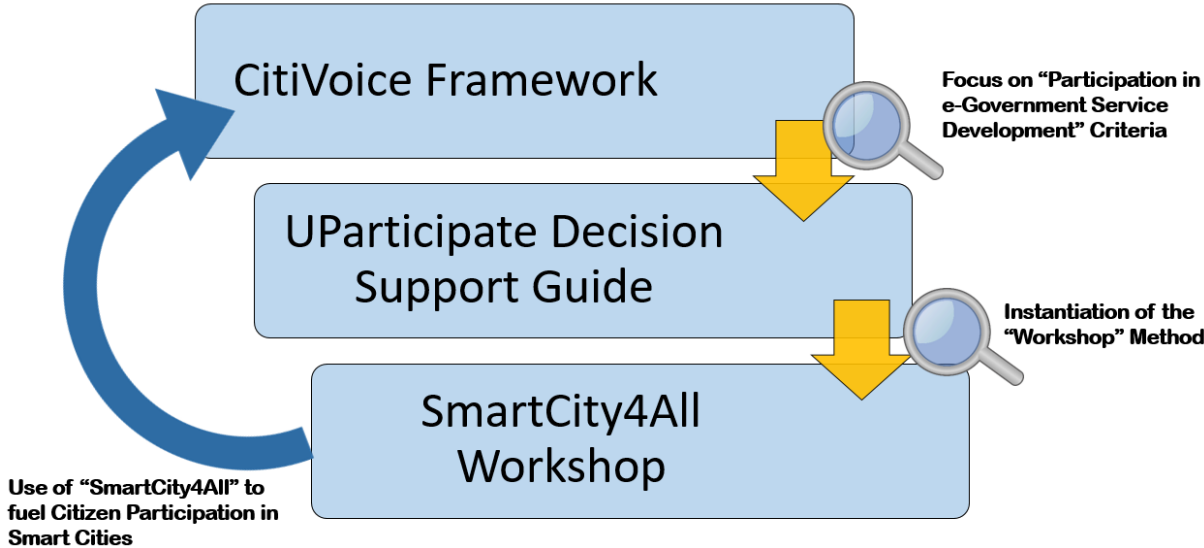 CitiVoice Framework
Focus on “Participation in
e-Government Service
Development” Criteria
UParticipate Decision
Support Guide
Instantiation of the
“Workshop” Method
SmartCity4All
Workshop
Use of “SmartCity4All” to
fuel Citizen Participation in
Smart Cities